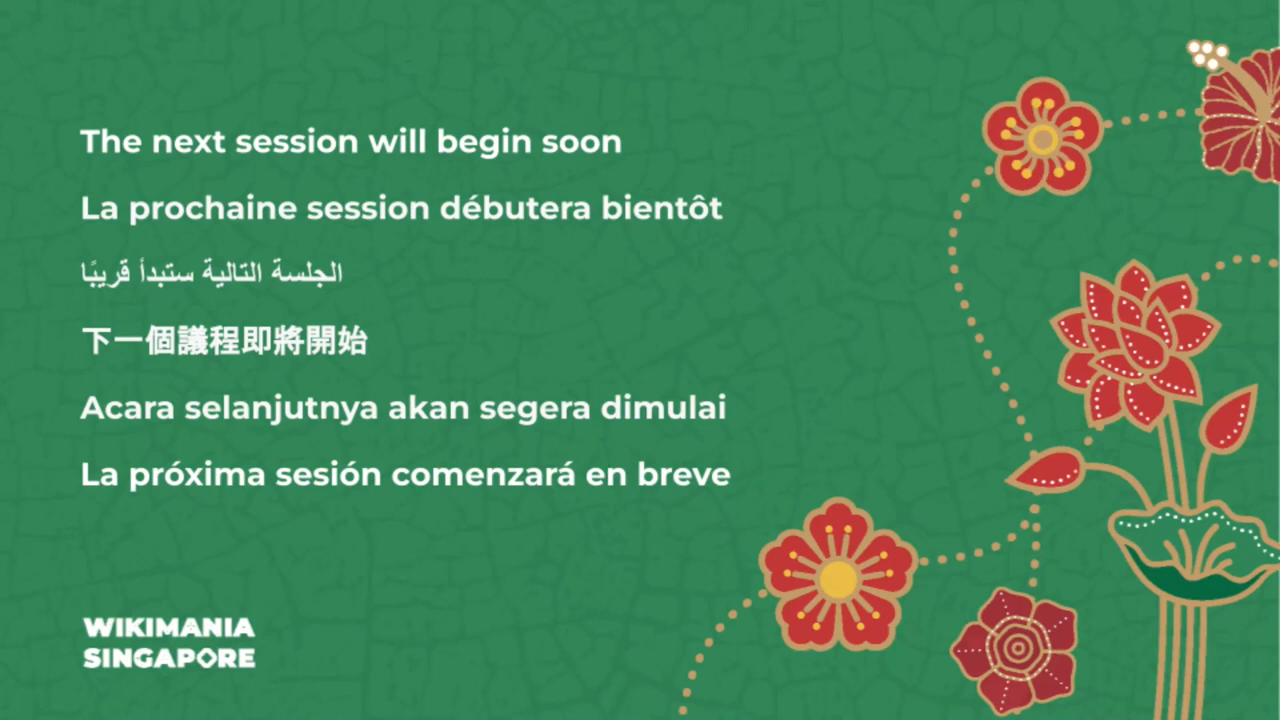 The next session will begin soon
La prochaine session débutera bientôt
الجلسة التالية ستبدأ قريبًا
下一個議程即將開始
Acara selanjutnya akan segera dimulai
La próxima sesión comenzará en breve
WIKIMANIA
SINGAPORE